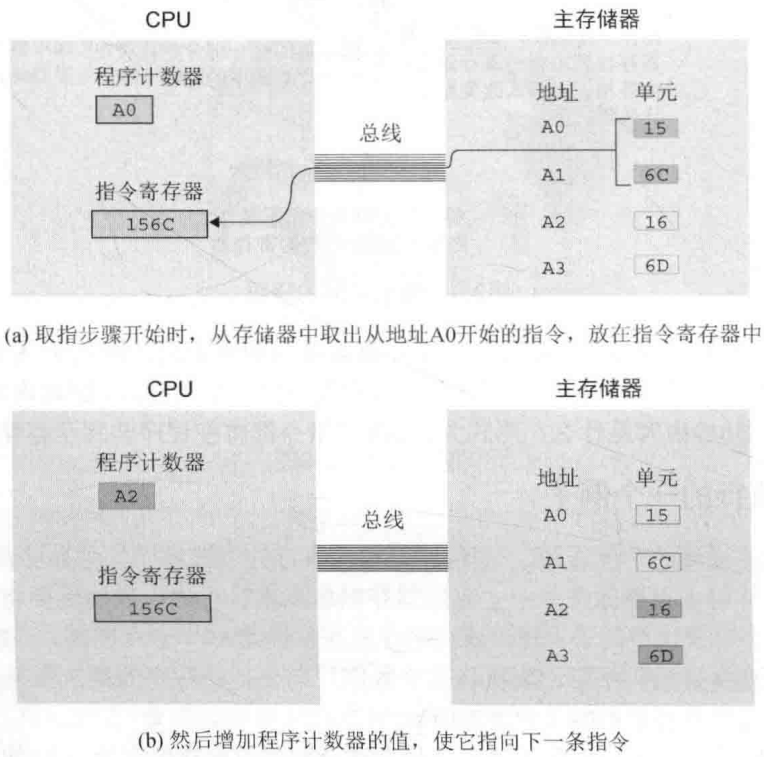 CPU
主存储器
程序计数器
A0
地址
单元
总线
A0
15
A1
6C
指令寄存器
156C
A2
16
A3
6D
(a) 取指步骤开始时，从存储器中取出从地址A0开始的指令，放在指令寄存器中
CPU
主存储器
程序计数器
A2
地址
单元
总线
A0
15
A1
6C
指令寄存器
156C
A2
16
A3
6D
(b) 然后增加程序计数器的值，使它指向下一条指令